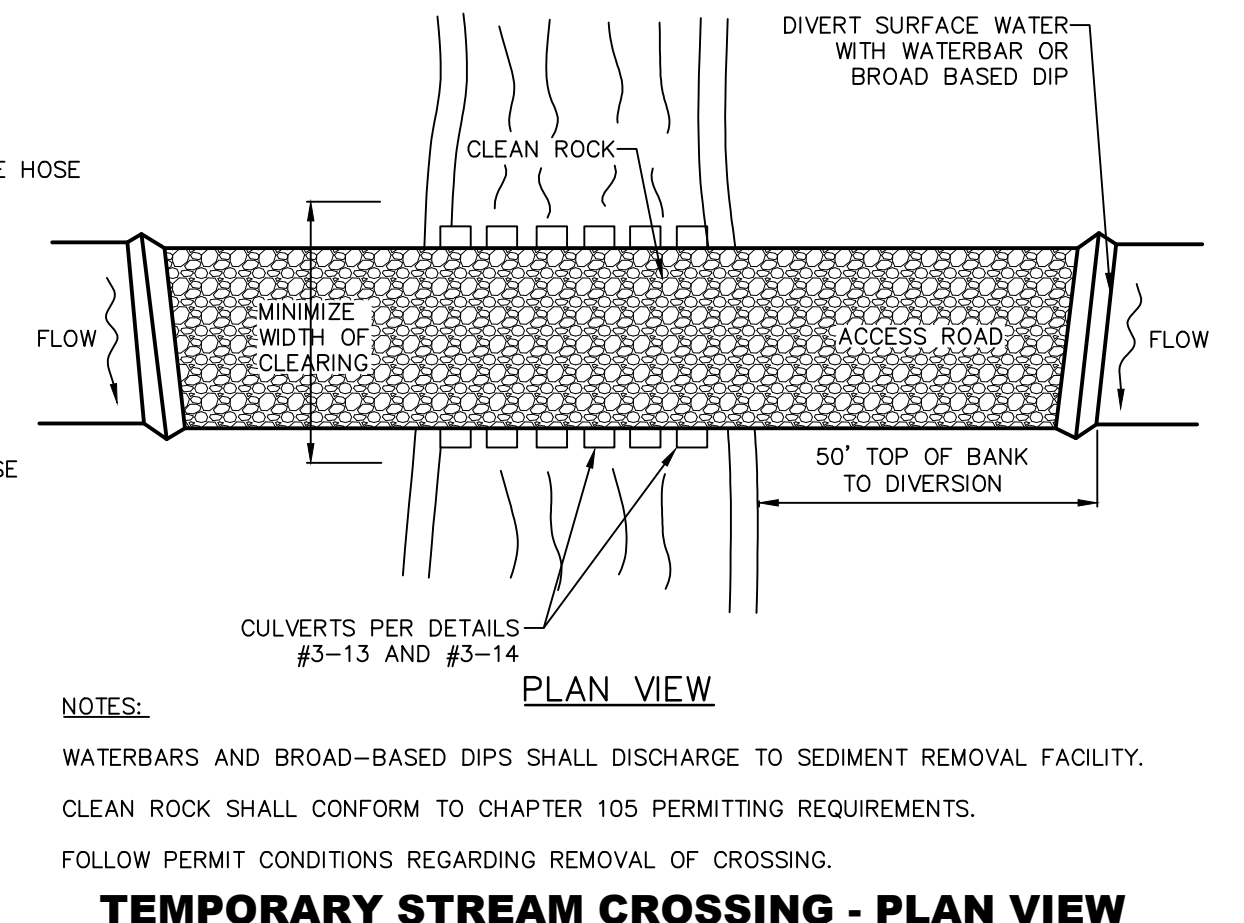 DIVERT SURFACE WATER
WITH WATERBAR OR
BROAD BASED DIP
CLEAN ROCK
HOSE
MINIMIZE
WIDTH OF
CLEARING
FLOW
ACCESS ROAD
FLOW
50' TOP OF BANK
TO DIVERSION
CULVERTS PER DETAILS
#3-13 AND #3-14
PLAN VIEW
NOTES:
WATERBARS AND BROAD-BASED DIPS SHALL DISCHARGE TO SEDIMENT REMOVAL FACILITY.
CLEAN ROCK SHALL CONFORM TO CHAPTER 105 PERMITTING REQUIREMENTS.
FOLLOW PERMIT CONDITIONS REGARDING REMOVAL OF CROSSING.
TEMPORARY STREAM CROSSING - PLAN VIEW